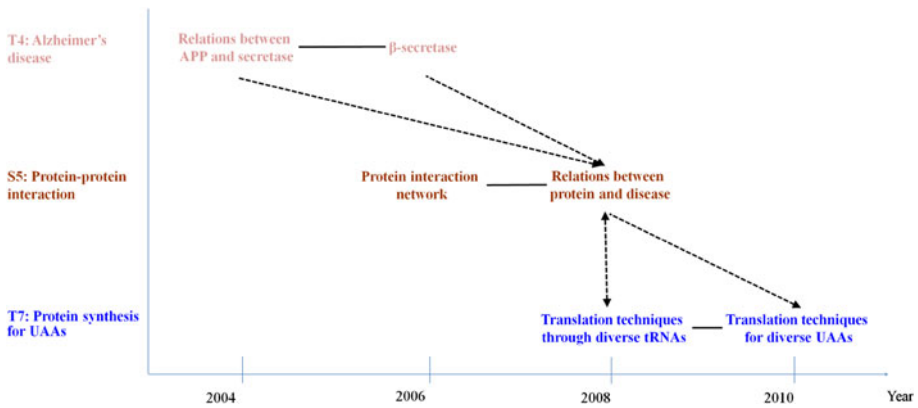 T4: Alzheimer's
disease
Relations between
APP and secretase
β-secretase
S5: Protein-protein
interaction
Protein interaction
network
Relations between
protein and disease
T7: Protein synthesis
for UAAs
Translation techniques
through diverse tRNAs
Translation techniques
for diverse UAAs
2004
2006
2008
2010
Year